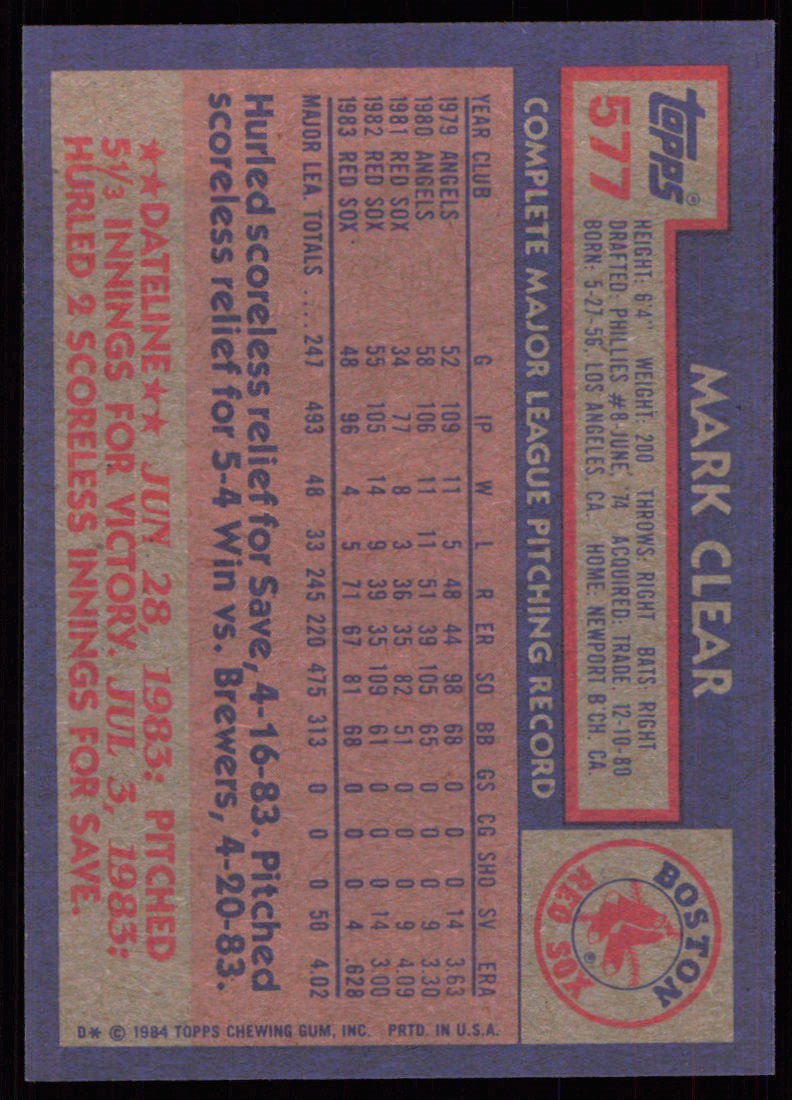 topps®
577
MARK CLEAR
HEIGHT: 6'4" WEIGHT: 200 THROWS: RIGHT BATS: RIGHT
DRAFTED: PHILLIES #8-JUNE, '74 ACQUIRED: TRADE, 12-10-80
BORN: 5-27-56, LOS ANGELES, CA. HOME: NEWPORT B'CH, CA.
BOSTON
RED SOX
®
COMPLETE MAJOR LEAGUE PITCHING RECORD
YEAR CLUB G IP W L R ER SO BB GS CG SHO SV ERA
1979 ANGELS 52 109 11 5 48 44 98 68 0 0 0 14 3.63
1980 ANGELS 58 106 11 11 51 39 105 65 0 0 0 9 3.30
1981 RED SOX 34 77 8 3 36 35 82 51 0 0 0 9 4.09
1982 RED SOX 55 105 14 9 39 35 109 61 0 0 0 14 3.00
1983 RED SOX 48 96 4 5 71 67 81 68 0 0 0 4 .628
MAJOR LEA. TOTALS .... 247 493 48 33 245 220 475 313 0 0 0 50 4.02
Hurled scoreless relief for Save, 4-16-83. Pitched
scoreless relief for 5-4 Win vs. Brewers, 4-20-83.
★★DATELINE★★ JUN 28, 1983: PITCHED
5⅓ INNINGS FOR VICTORY. JUL 3, 1983:
HURLED 2 SCORELESS INNINGS FOR SAVE.
D* © 1984 TOPPS CHEWING GUM, INC. PRTD. IN U.S.A.